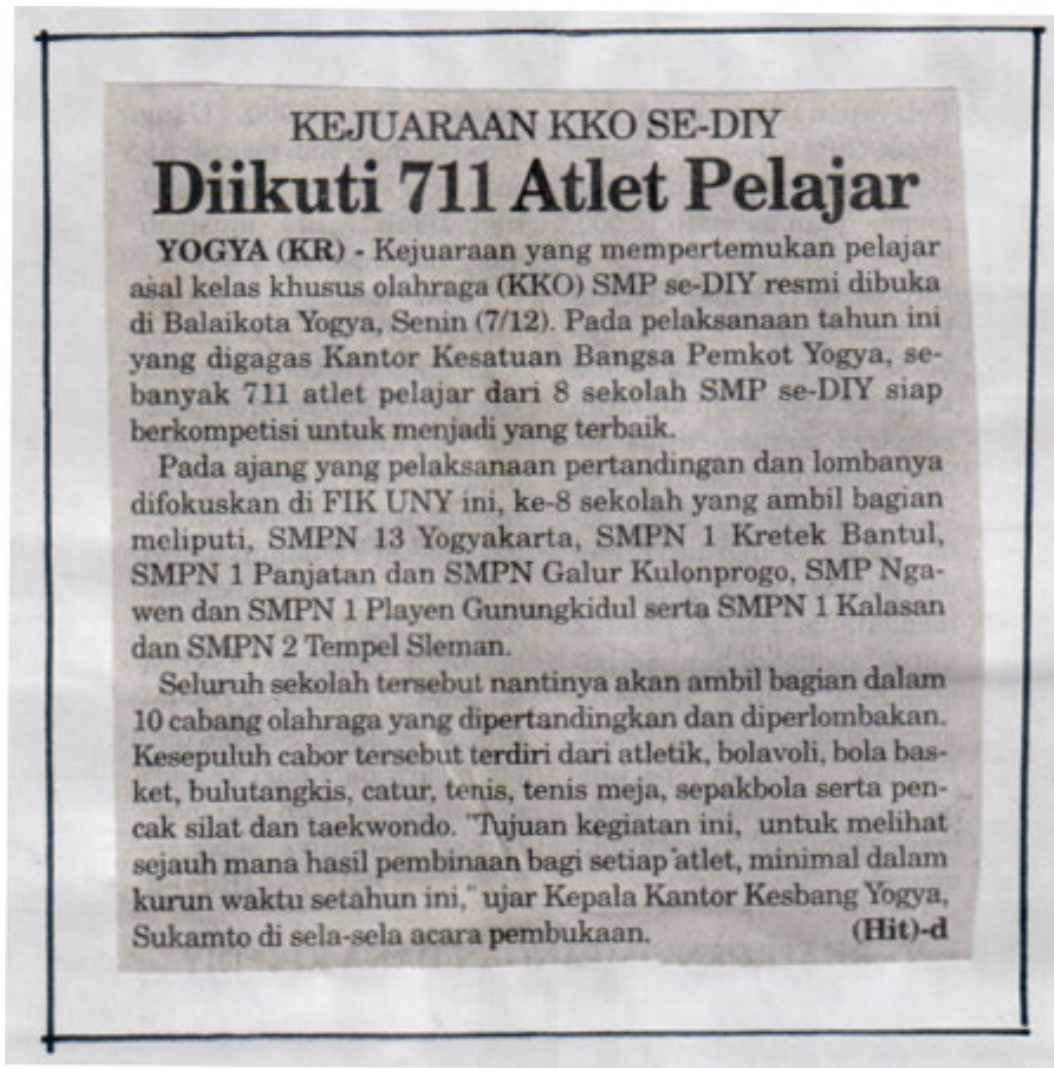 KEJUARAAN KKO SE-DIY
Diikuti 711 Atlet Pelajar
YOGYA (KR) - Kejuaraan yang mempertemukan pelajar
asal kelas khusus olahraga (KKO) SMP se-DIY resmi dibuka
di Balaikota Yogya, Senin (7/12). Pada pelaksanaan tahun ini
yang digagas Kantor Kesatuan Bangsa Pemkot Yogya, se-
banyak 711 atlet pelajar dari 8 sekolah SMP se-DIY siap
berkompetisi untuk menjadi yang terbaik.
Pada ajang yang pelaksanaan pertandingan dan lombanya
difokuskan di FIK UNY ini, ke-8 sekolah yang ambil bagian
meliputi, SMPN 13 Yogyakarta, SMPN 1 Kretek Bantul,
SMPN 1 Panjatan dan SMPN Galur Kulonprogo, SMP Nga-
wen dan SMPN 1 Playen Gunungkidul serta SMPN 1 Kalasan
dan SMPN 2 Tempel Sleman.
Seluruh sekolah tersebut nantinya akan ambil bagian dalam
10 cabang olahraga yang dipertandingkan dan diperlombakan.
Kesepuluh cabor tersebut terdiri dari atletik, bolavoli, bola bas-
ket, bulutangkis, catur, tenis, tenis meja, sepakbola serta pen-
cak silat dan taekwondo. "Tujuan kegiatan ini, untuk melihat
sejauh mana hasil pembinaan bagi setiap atlet, minimal dalam
kurun waktu setahun ini," ujar Kepala Kantor Kesbang Yogya,
Sukamto di sela-sela acara pembukaan. (Hit)-d